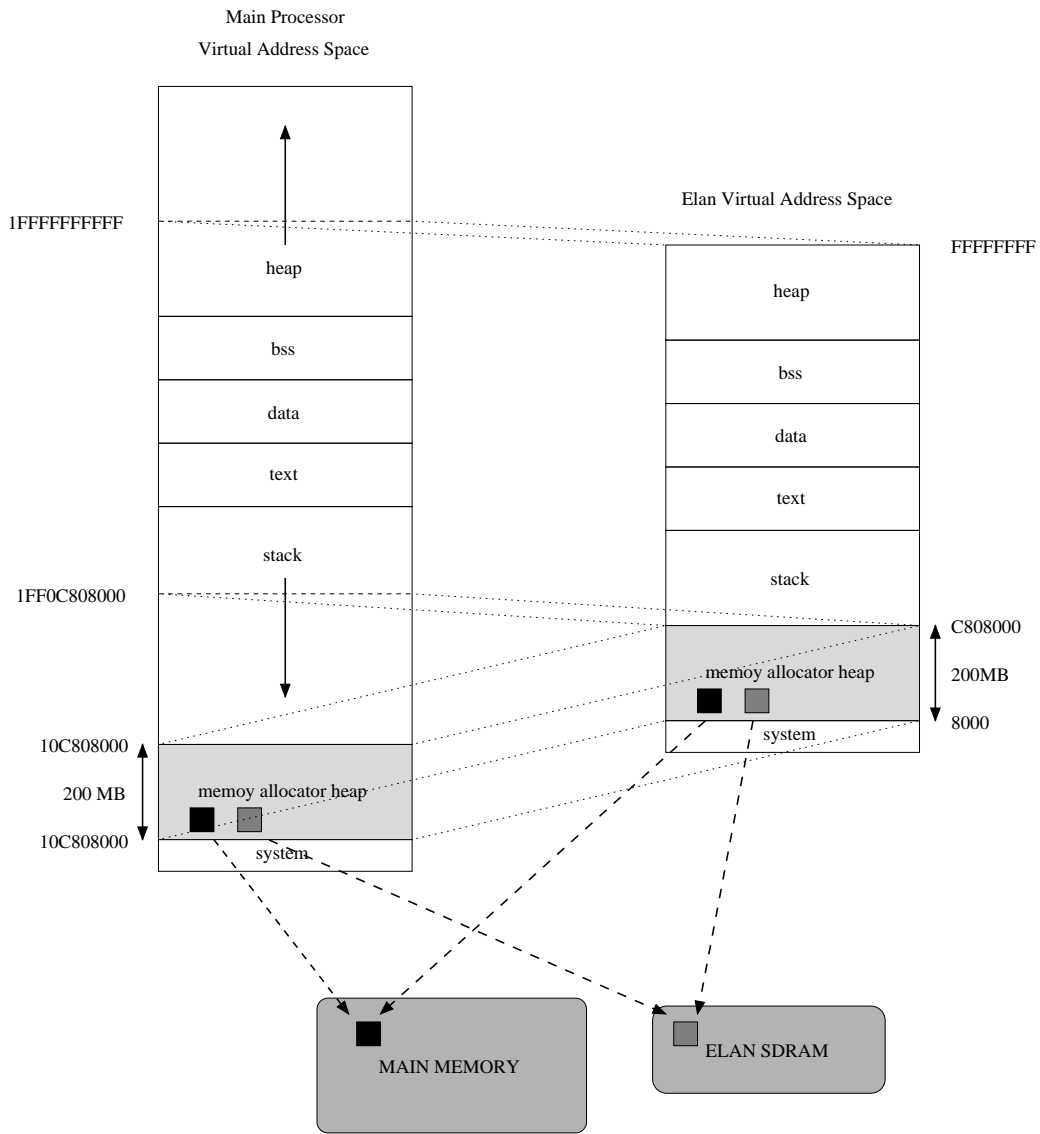 Main Processor
Virtual Address Space
1FFFFFFFFFF
heap
bss
data
text
stack
1FF0C808000
10C808000
200 MB
memoy allocator heap
10C808000
system
Elan Virtual Address Space
FFFFFFFF
heap
bss
data
text
stack
C808000
memoy allocator heap
200MB
8000
system
MAIN MEMORY
ELAN SDRAM